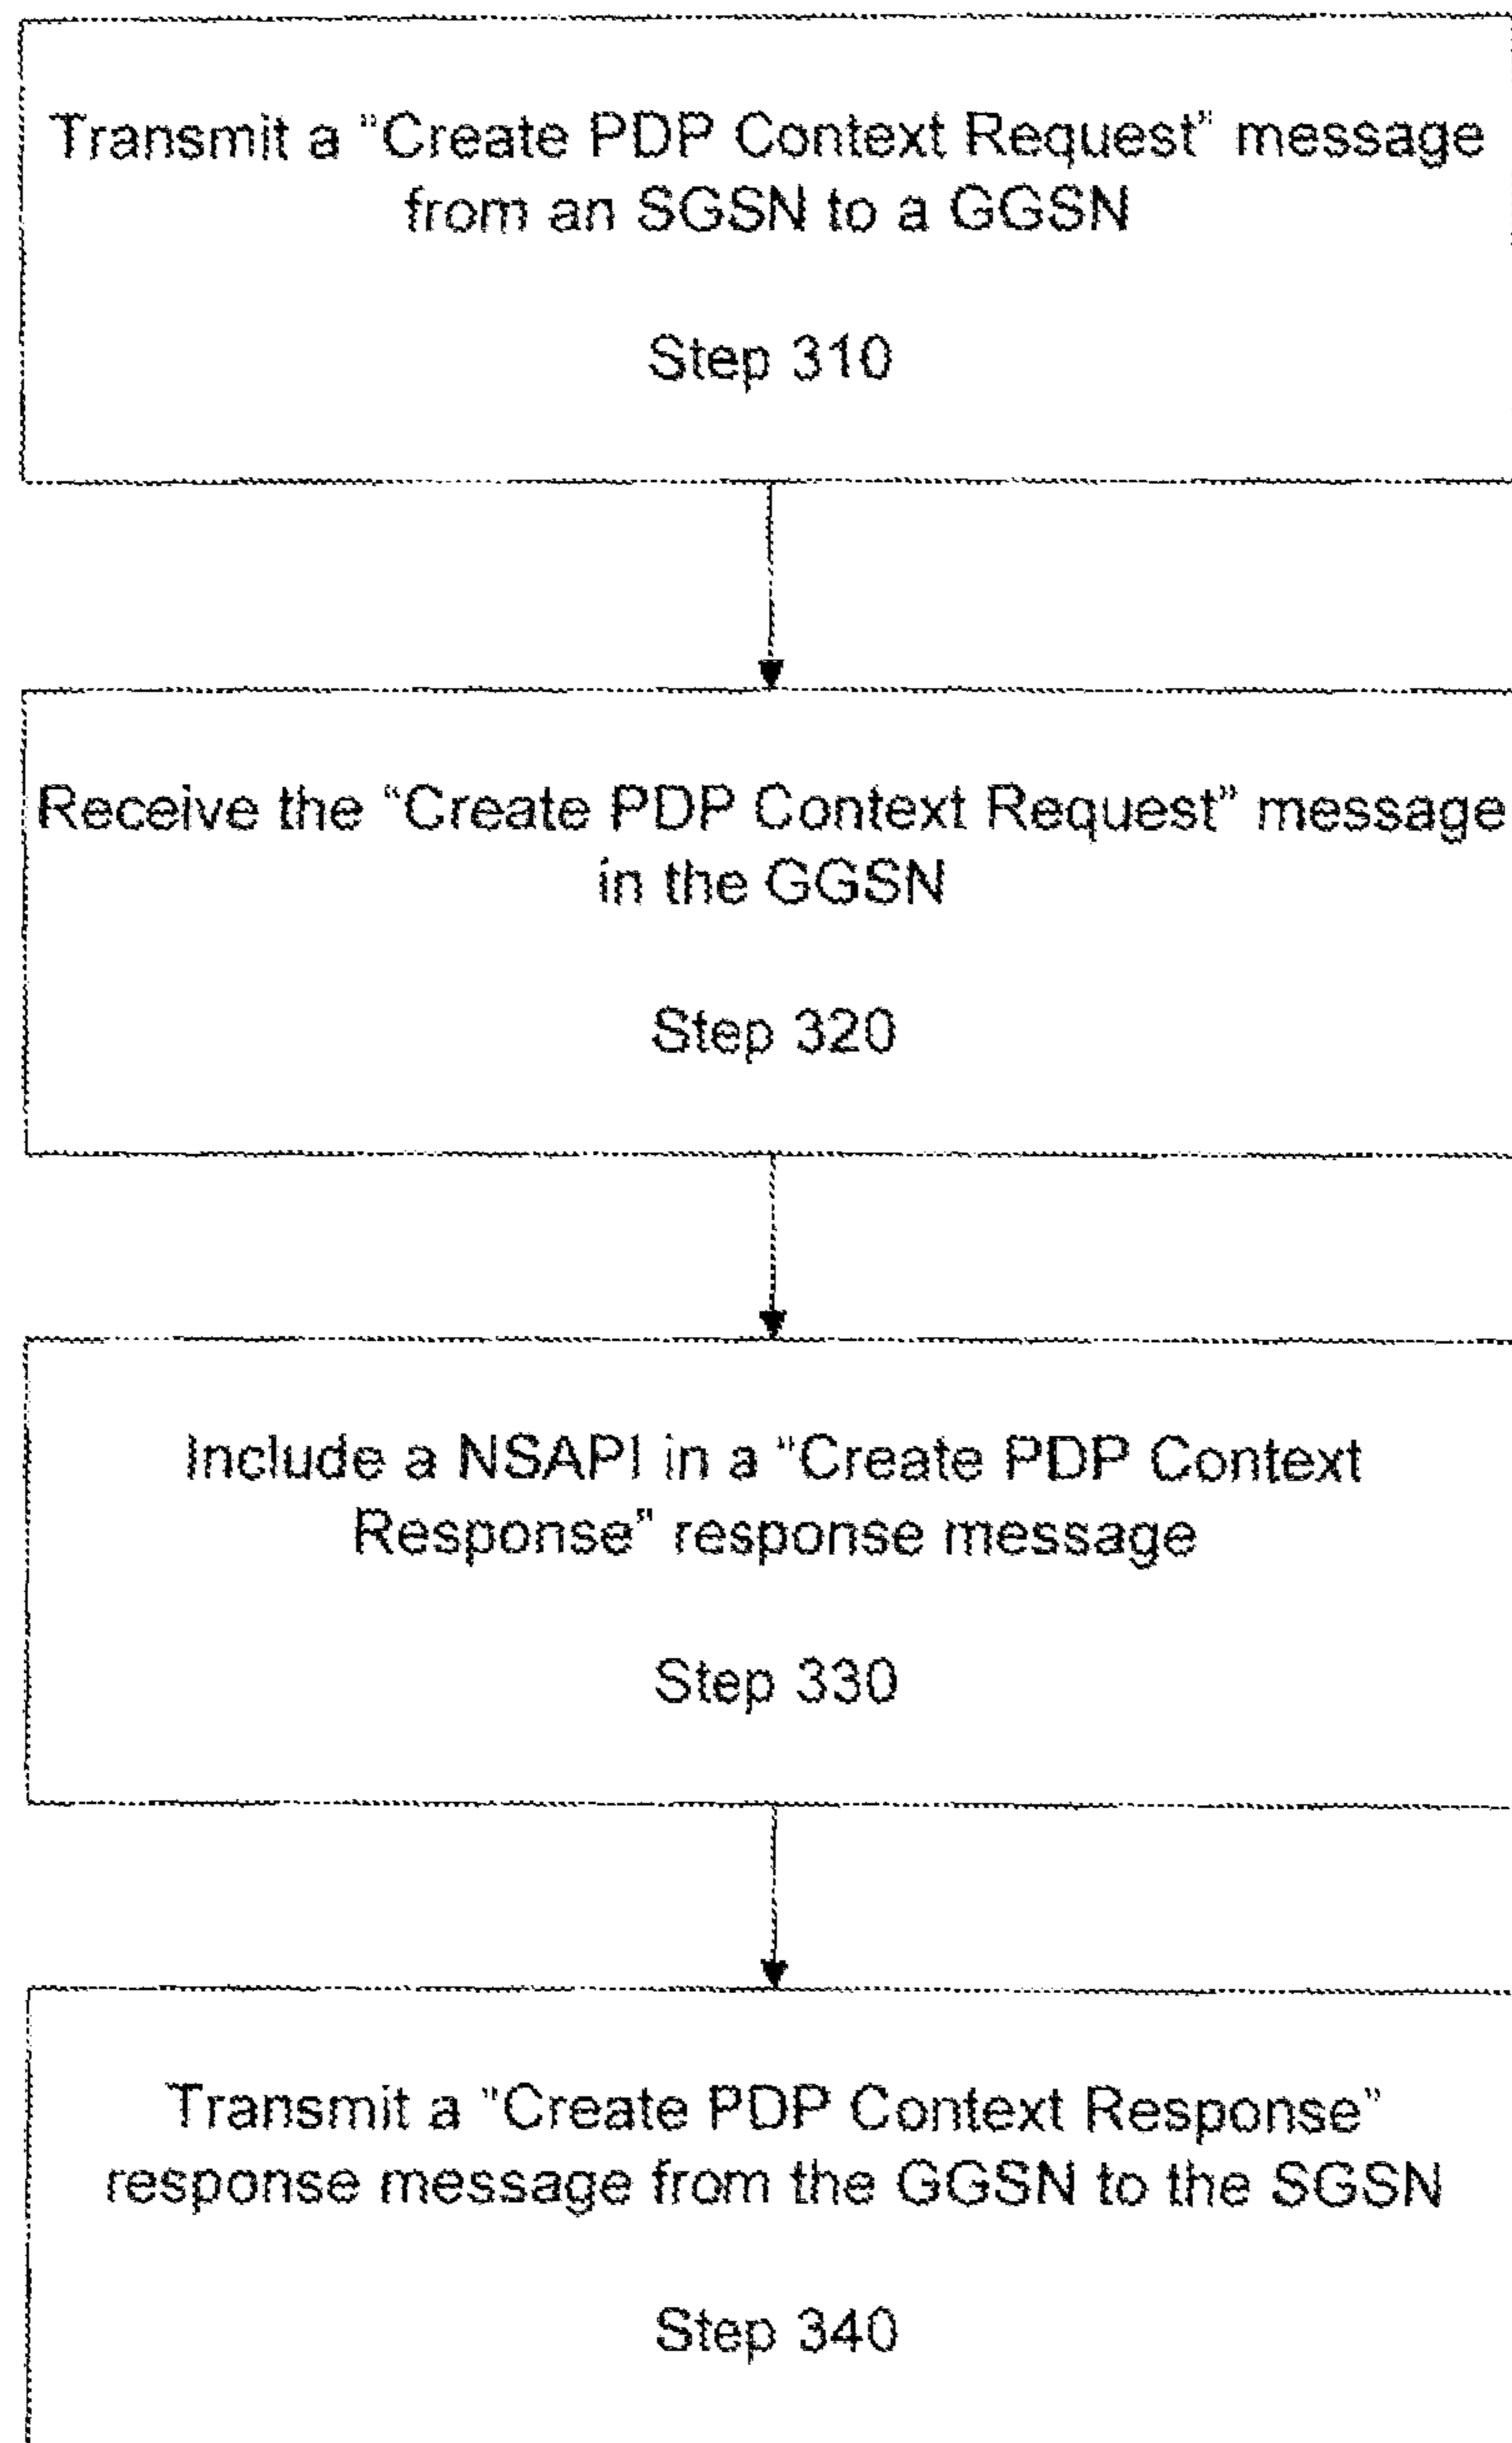 Transmit a “Create PDP Context Request” message
from an SGSN to a GGSN
Step 310
Receive the “Create PDP Context Request” message
in the GGSN
Step 320
Include a NSAPI in a “Create PDP Context
Response” response message
Step 330
Transmit a “Create PDP Context Response”
response message from the GGSN to the SGSN
Step 340